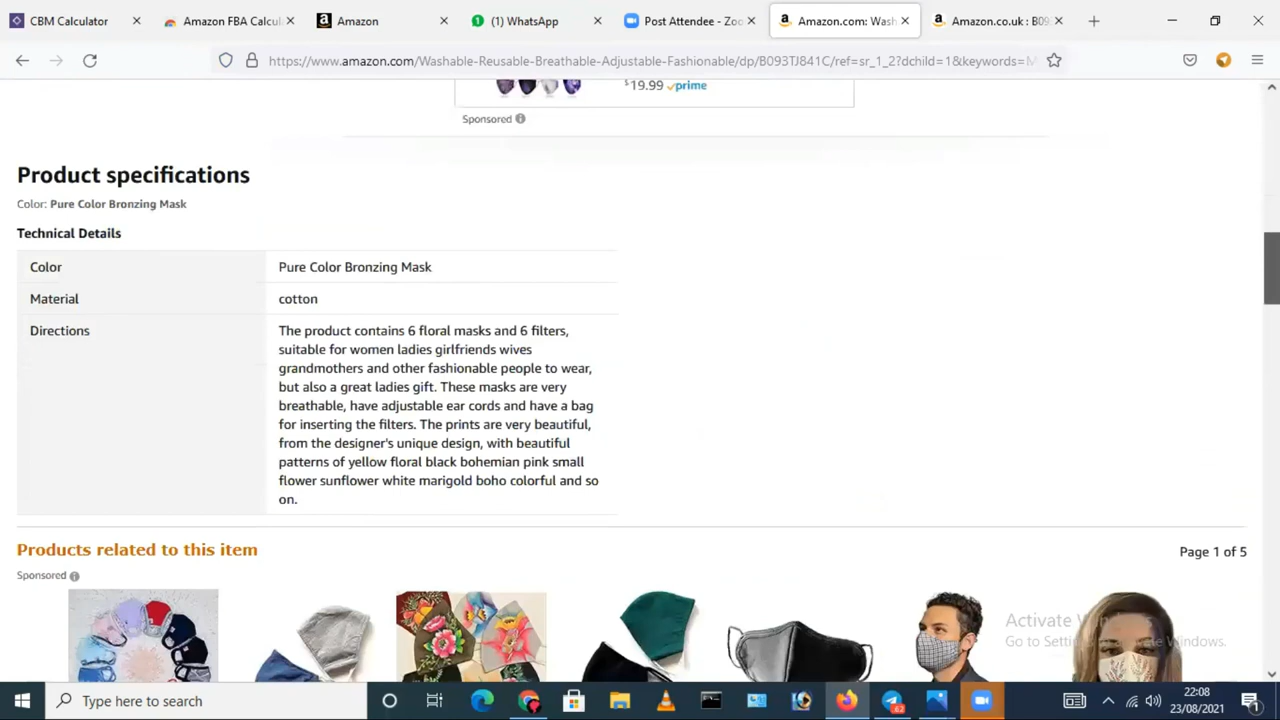 CBM Calculator
Amazon FBA Calcul
Amazon
(1) WhatsApp
Post Attendee - Zoo
Amazon.com: Wash
Amazon.co.uk : B09
https://www.amazon.com/Washable-Reusable-Breathable-Adjustable-Fashionable/dp/B093TJ841C/ref=sr_1_2?dchild=1&keywords=M
$19.99 prime
Sponsored
Product specifications
Color: Pure Color Bronzing Mask
Technical Details
Color Pure Color Bronzing Mask
Material cotton
Directions The product contains 6 floral masks and 6 filters,
suitable for women ladies girlfriends wives
grandmothers and other fashionable people to wear,
but also a great ladies gift. These masks are very
breathable, have adjustable ear cords and have a bag
for inserting the filters. The prints are very beautiful,
from the designer's unique design, with beautiful
patterns of yellow floral black bohemian pink small
flower sunflower white marigold boho colorful and so
on.
Products related to this item
Page 1 of 5
Sponsored
Activate W
Go to Setti ate Windows.
Type here to search
22:08
23/08/2021